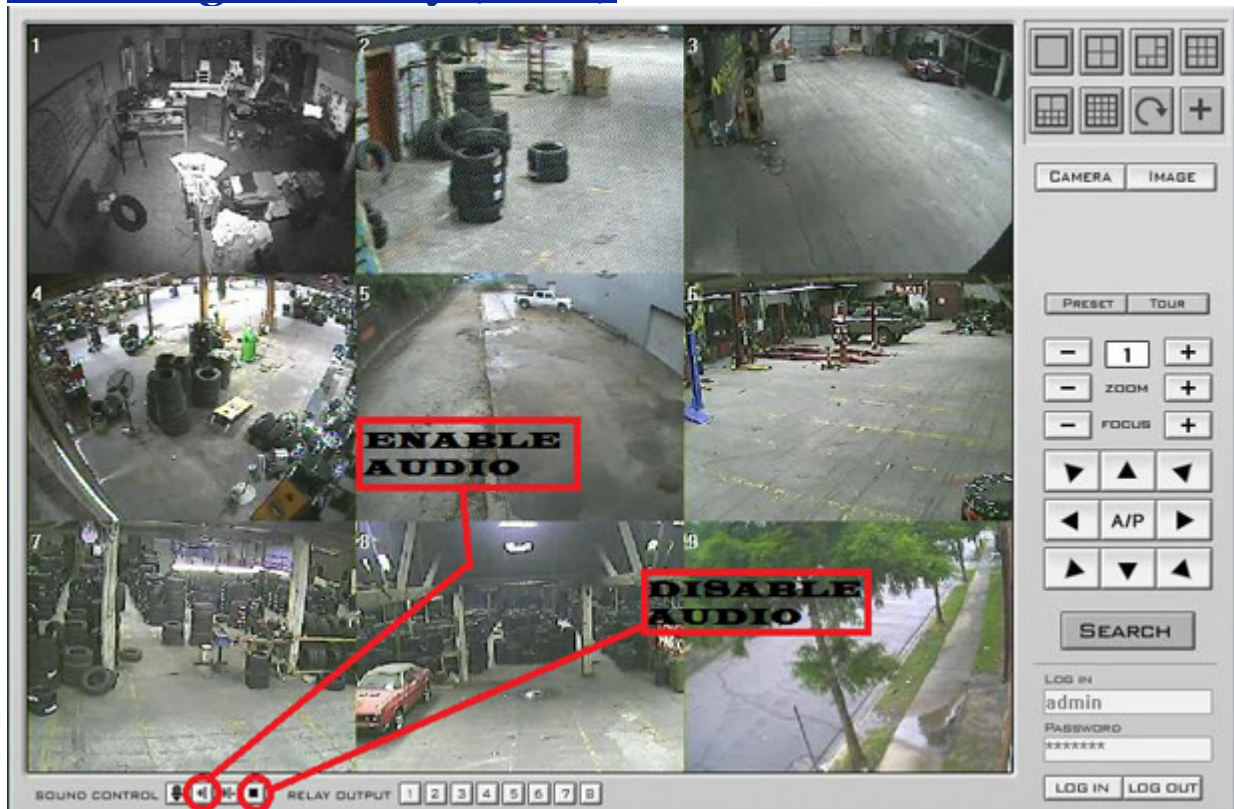 1
2
3
4
5
6
7
8
9
ENABLE
AUDIO
DISABLE
AUDIO
CAMERA IMAGE
PRESET TOUR
- 1 +
- ZOOM +
- FOCUS +
A/P
SEARCH
LOG IN
admin
PASSWORD
*******
LOG IN LOG OUT
SOUND CONTROL RELAY OUTPUT 1 2 3 4 5 6 7 8